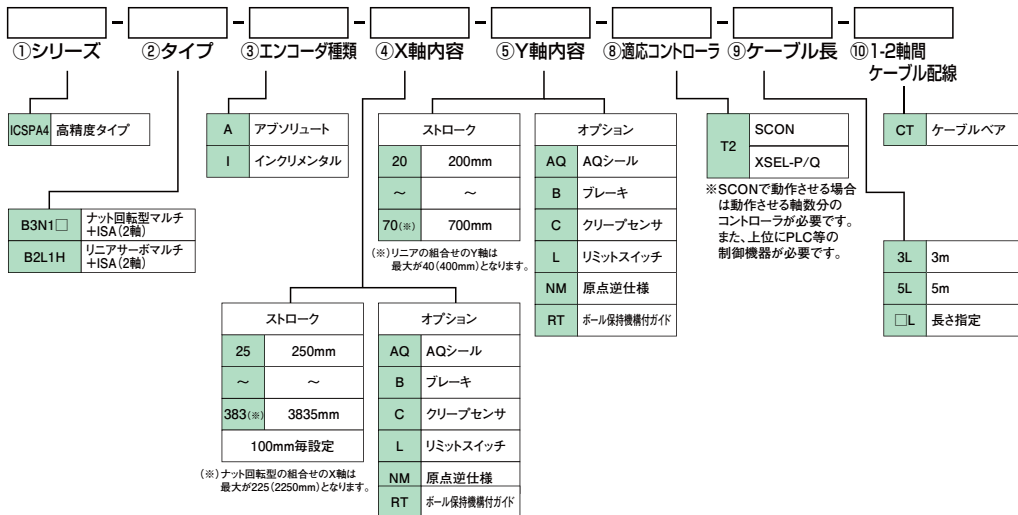 ①シリーズ
②タイプ
③エンコーダ種類
④X軸内容
⑤Y軸内容
⑧適応コントローラ
⑨ケーブル長
⑩1-2軸間
ケーブル配線
ICSPA4 高精度タイプ
B3N1□ ナット回転型マルチ
+ISA(2軸)
B2L1H リニアサーボマルチ
+ISA(2軸)
A アブソリュート
I インクリメンタル
ストローク
20 200mm
～ ～
70(※) 700mm
(※)リニアの組合せのY軸は
最大が40(400mm)となります。
オプション
AQ AQシール
B ブレーキ
C クリープセンサ
L リミットスイッチ
NM 原点逆仕様
RT ボール保持機構付ガイド
T2 SCON
XSEL-P/Q
※SCONで動作させる場合
は動作させる軸数分の
コントローラが必要です。
また、上位にPLC等の
制御機器が必要です。
CT ケーブルベア
3L 3m
5L 5m
□L 長さ指定
ストローク
25 250mm
～ ～
383(※) 3835mm
100mm毎設定
(※)ナット回転型の組合せのX軸は
最大が225(2250mm)となります。
オプション
AQ AQシール
B ブレーキ
C クリープセンサ
L リミットスイッチ
NM 原点逆仕様
RT ボール保持機構付ガイド